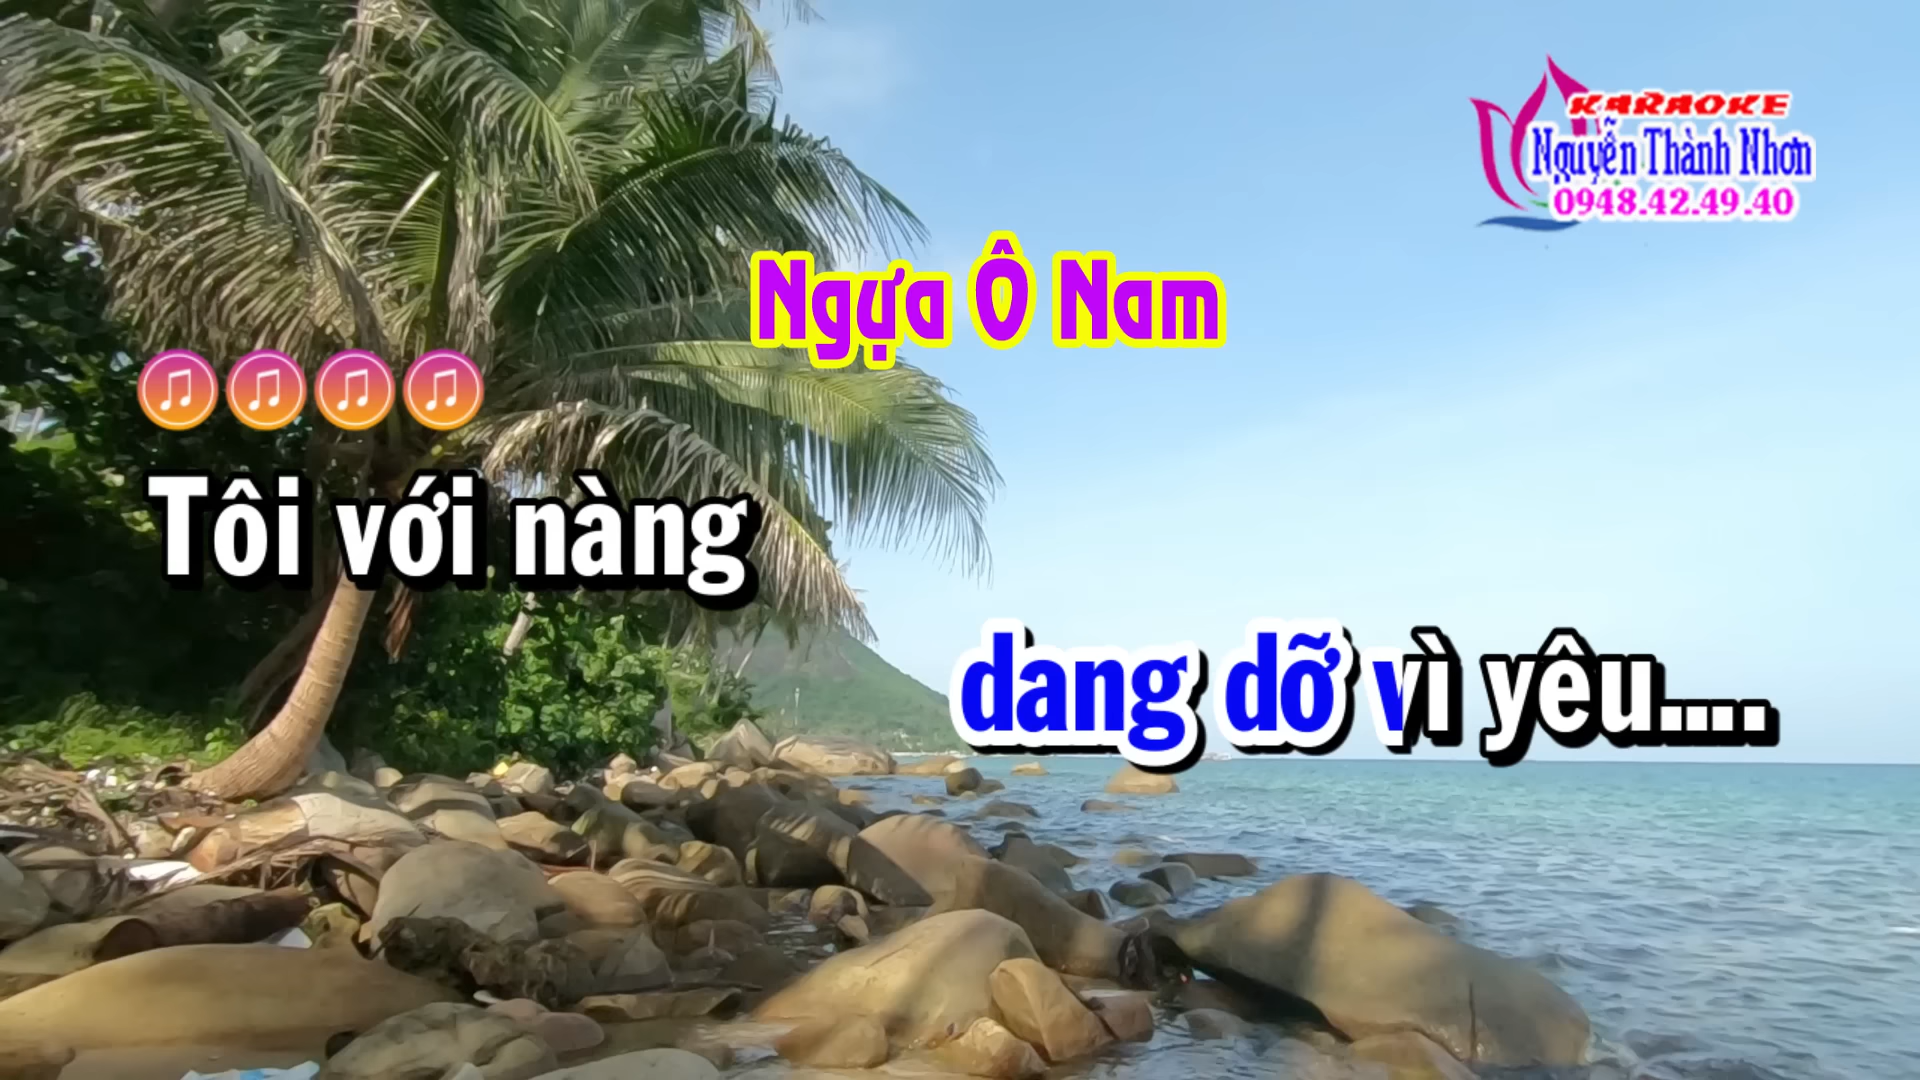 KARAOKE
Nguyễn Thành Nhơn
0948.42.49.40
Ngựa Ô Nam
Tôi với nàng
dang dỡ vì yêu....